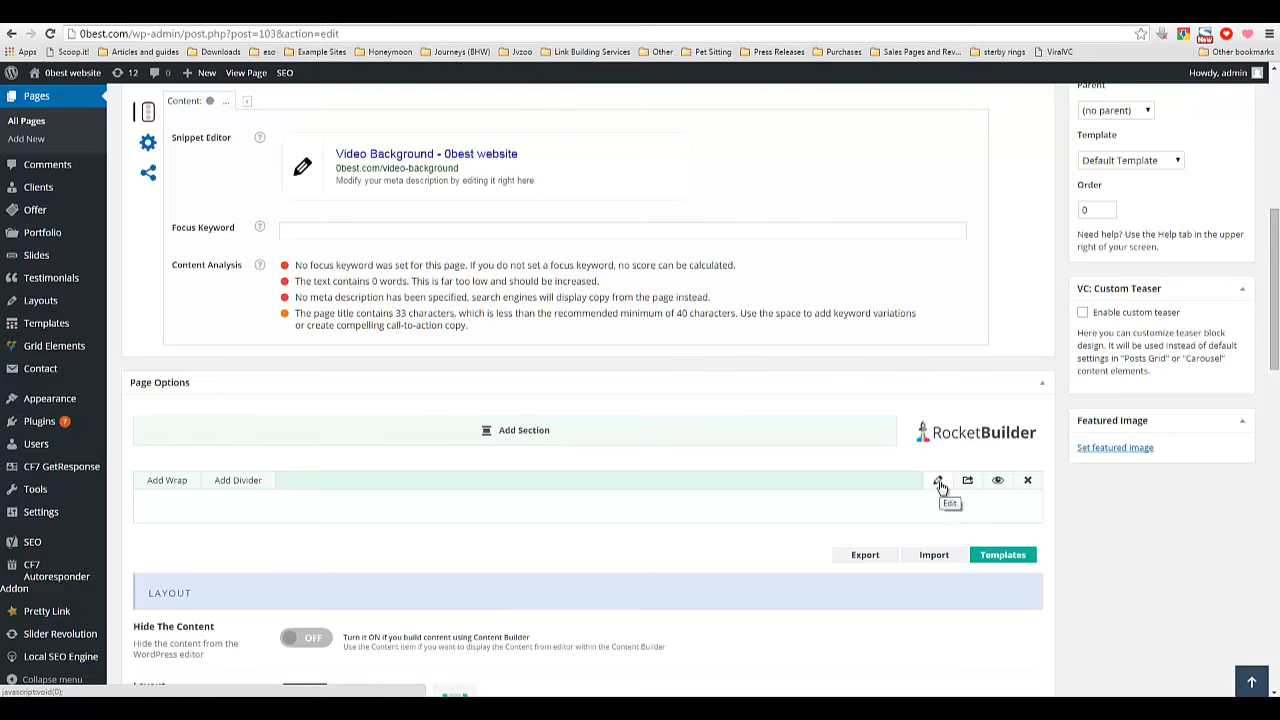 0best.com/wp-admin/post.php?post=103&action=edit
Apps Scoop.it! Articles and guides Downloads eso Example Sites Honeymoon Journeys (BHW) Jvzoo Link Building Services Other Pet Sitting Press Releases Purchases Sales Pages and Rev... sterby rings ViralVC Other bookmarks
0best website 12 0 New View Page SEO Howdy, admin
Pages
All Pages
Add New
Comments
Clients
Offer
Portfolio
Slides
Testimonials
Layouts
Templates
Grid Elements
Contact
Appearance
Plugins 7
Users
CF7 GetResponse
Tools
Settings
SEO
CF7
Autoresponder
Addon
Pretty Link
Slider Revolution
Local SEO Engine
Collapse menu
javascript:void(0);
Content: ... x
Snippet Editor ?
Video Background - 0best website
0best.com/video-background
Modify your meta description by editing it right here
Focus Keyword ?
Content Analysis ?
No focus keyword was set for this page. If you do not set a focus keyword, no score can be calculated.
The text contains 0 words. This is far too low and should be increased.
No meta description has been specified, search engines will display copy from the page instead.
The page title contains 33 characters, which is less than the recommended minimum of 40 characters. Use the space to add keyword variations
or create compelling call-to-action copy.
Page Options
Add Section
RocketBuilder
Add Wrap Add Divider
Edit
Export Import Templates
LAYOUT
Hide The Content
Hide the content from the
WordPress editor
OFF
Turn it ON if you build content using Content Builder
Use the Content item if you want to display the Content from editor within the Content Builder
Parent
(no parent)
Template
Default Template
Order
0
Need help? Use the Help tab in the upper
right of your screen.
VC: Custom Teaser
Enable custom teaser
Here you can customize teaser block
design. It will be used instead of default
settings in "Posts Grid" or "Carousel"
content elements.
Featured Image
Set featured image